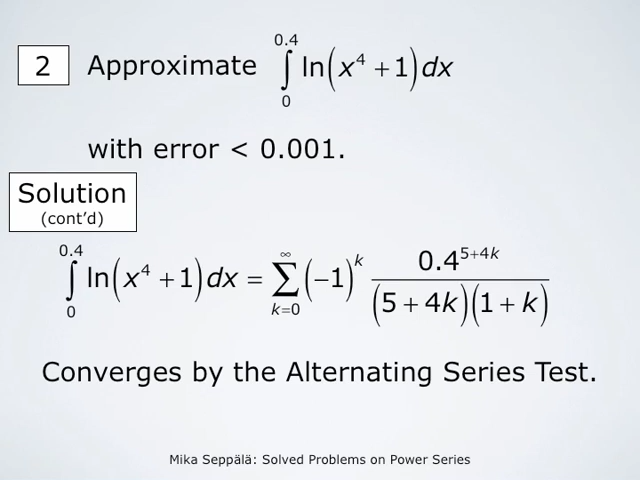 2 Approximate ∫₀^0.4 ln(x⁴ + 1) dx
with error < 0.001.
Solution
(cont’d)
∫₀^0.4 ln(x⁴ + 1) dx = ∑_{k=0}^∞ (−1)^k 0.4^{5+4k} / (5 + 4k)(1 + k)
Converges by the Alternating Series Test.
Mika Seppälä: Solved Problems on Power Series